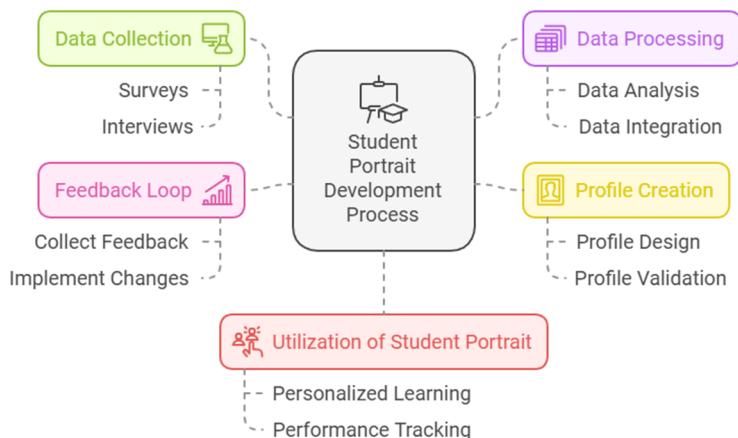 Data Collection
Surveys
Interviews
Feedback Loop
Collect Feedback
Implement Changes
Student
Portrait
Development
Process
Data Processing
Data Analysis
Data Integration
Profile Creation
Profile Design
Profile Validation
Utilization of Student Portrait
Personalized Learning
Performance Tracking